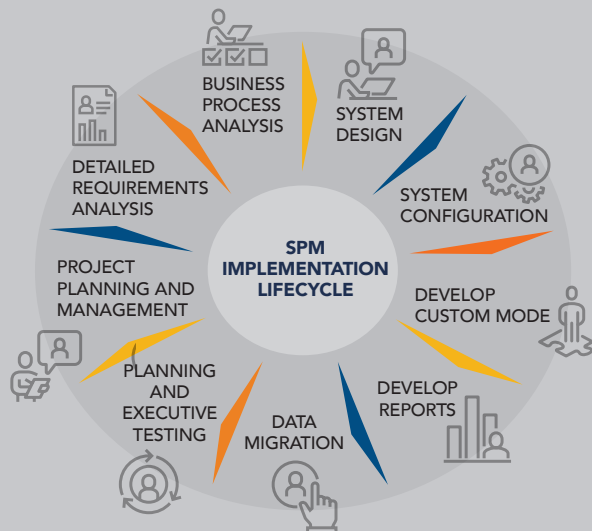 BUSINESS
PROCESS
ANALYSIS
SYSTEM
DESIGN
DETAILED
REQUIREMENTS
ANALYSIS
SYSTEM
CONFIGURATION
SPM
IMPLEMENTATION
LIFECYCLE
PROJECT
PLANNING AND
MANAGEMENT
DEVELOP
CUSTOM MODE
PLANNING
AND
EXECUTIVE
TESTING
DATA
MIGRATION
DEVELOP
REPORTS